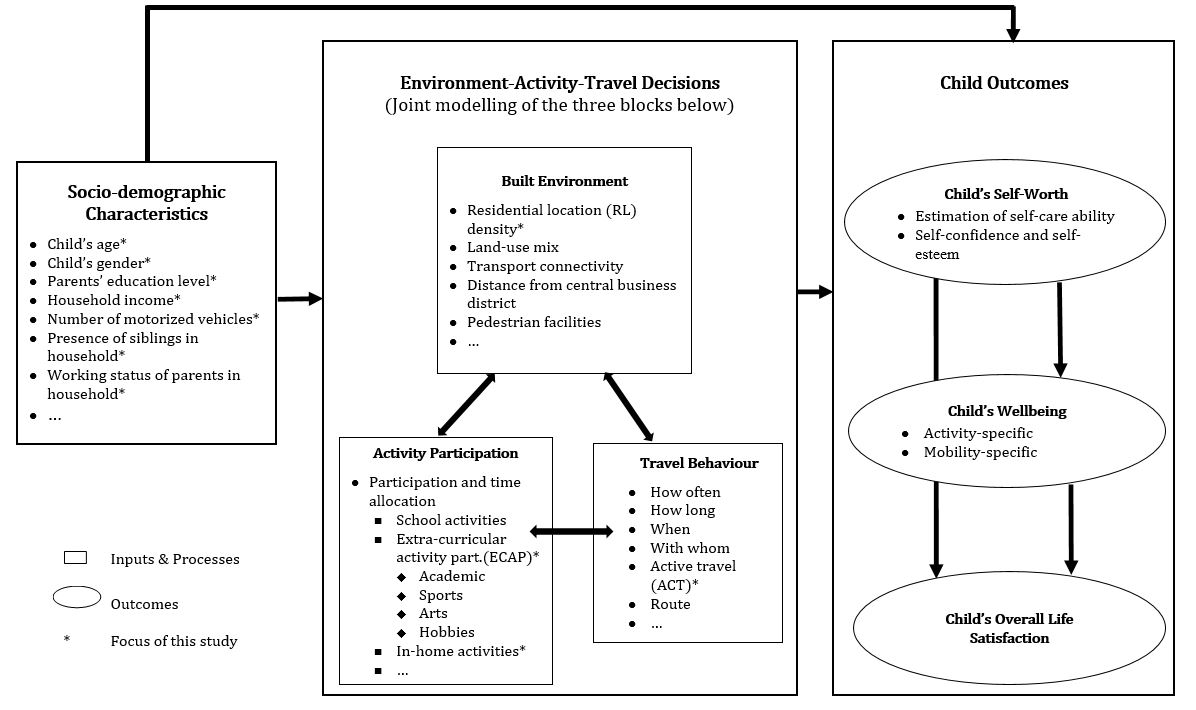 Socio-demographic
Characteristics
● Child's age*
● Child's gender*
● Parents' education level*
● Household income*
● Number of motorized vehicles*
● Presence of siblings in
household*
● Working status of parents in
household*
● ...
Inputs & Processes
Outcomes
* Focus of this study
Environment-Activity-Travel Decisions
(Joint modelling of the three blocks below)
Built Environment
● Residential location (RL)
density*
● Land-use mix
● Transport connectivity
● Distance from central business
district
● Pedestrian facilities
● ...
Activity Participation
● Participation and time
allocation
■ School activities
■ Extra-curricular
activity part.(ECAP)*
◆ Academic
◆ Sports
◆ Arts
◆ Hobbies
■ In-home activities*
■ ...
Travel Behaviour
● How often
● How long
● When
● With whom
● Active travel
(ACT)*
● Route
● ...
Child Outcomes
Child's Self-Worth
● Estimation of self-care ability
● Self-confidence and self-
esteem
Child's Wellbeing
● Activity-specific
● Mobility-specific
Child's Overall Life
Satisfaction